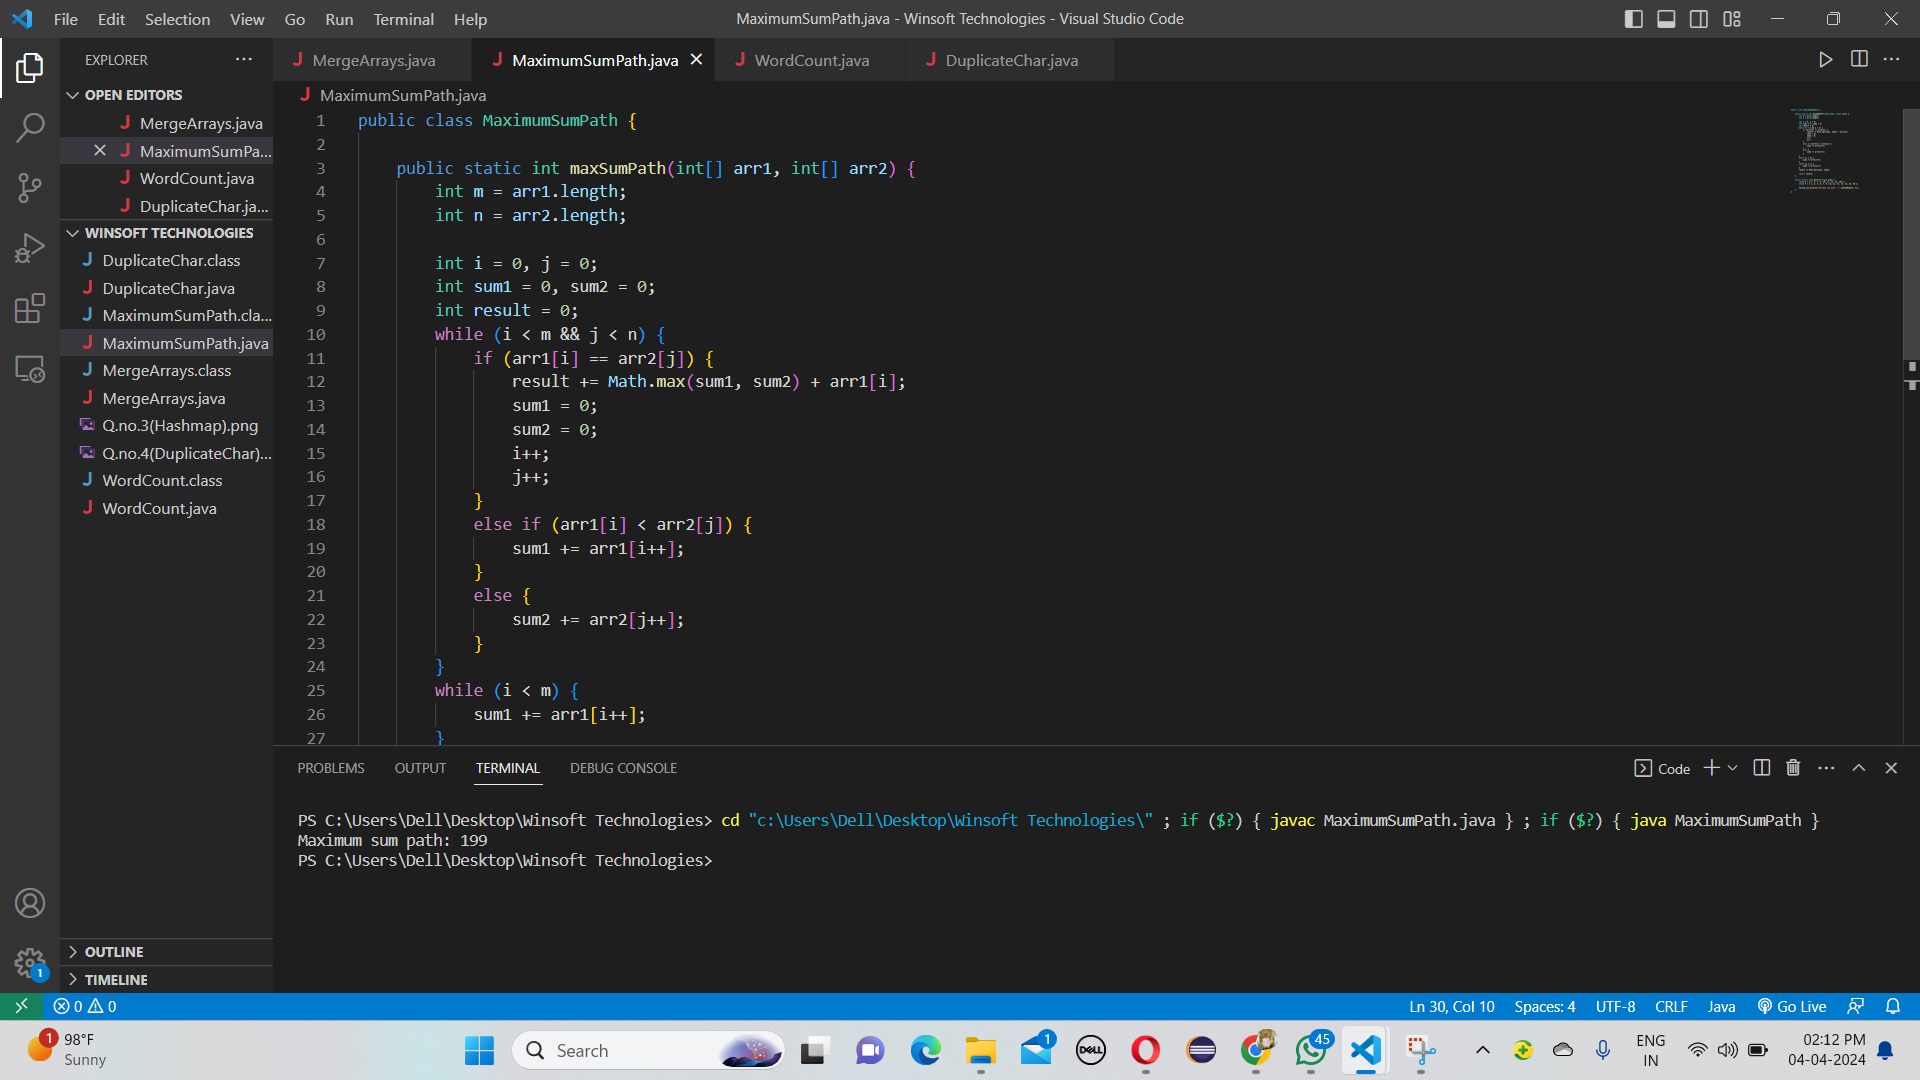 File Edit Selection View Go Run Terminal Help
MaximumSumPath.java - Winsoft Technologies - Visual Studio Code
EXPLORER
OPEN EDITORS
MergeArrays.java
MaximumSumPa...
WordCount.java
DuplicateChar.ja...
WINSOFT TECHNOLOGIES
DuplicateChar.class
DuplicateChar.java
MaximumSumPath.cla...
MaximumSumPath.java
MergeArrays.class
MergeArrays.java
Q.no.3(Hashmap).png
Q.no.4(DuplicateChar)...
WordCount.class
WordCount.java
OUTLINE
TIMELINE
MergeArrays.java MaximumSumPath.java WordCount.java DuplicateChar.java
MaximumSumPath.java
1 public class MaximumSumPath {
2
3 public static int maxSumPath(int[] arr1, int[] arr2) {
4 int m = arr1.length;
5 int n = arr2.length;
6
7 int i = 0, j = 0;
8 int sum1 = 0, sum2 = 0;
9 int result = 0;
10 while (i < m && j < n) {
11 if (arr1[i] == arr2[j]) {
12 result += Math.max(sum1, sum2) + arr1[i];
13 sum1 = 0;
14 sum2 = 0;
15 i++;
16 j++;
17 }
18 else if (arr1[i] < arr2[j]) {
19 sum1 += arr1[i++];
20 }
21 else {
22 sum2 += arr2[j++];
23 }
24 }
25 while (i < m) {
26 sum1 += arr1[i++];
27 }
PROBLEMS OUTPUT TERMINAL DEBUG CONSOLE
Code
PS C:\Users\Dell\Desktop\Winsoft Technologies> cd "c:\Users\Dell\Desktop\Winsoft Technologies\" ; if ($?) { javac MaximumSumPath.java } ; if ($?) { java MaximumSumPath }
Maximum sum path: 199
PS C:\Users\Dell\Desktop\Winsoft Technologies>
1
0 0
Ln 30, Col 10 Spaces: 4 UTF-8 CRLF Java Go Live
1
98°F
Sunny
Search
1
DELL
45
ENG
IN
02:12 PM
04-04-2024